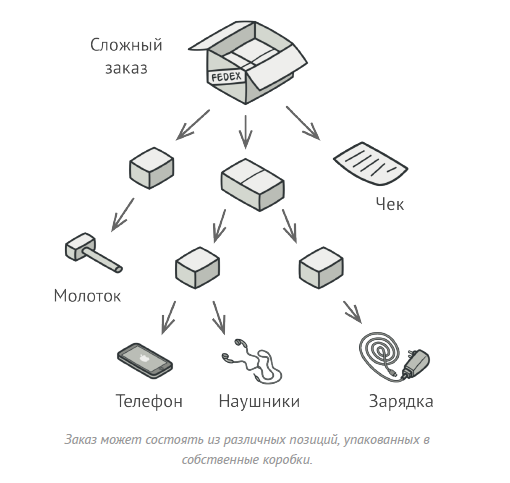 Сложный
заказ
FEDEX
Чек
Молоток
Телефон
Наушники
Зарядка
Заказ может состоять из различных позиций, упакованных в
собственные коробки.